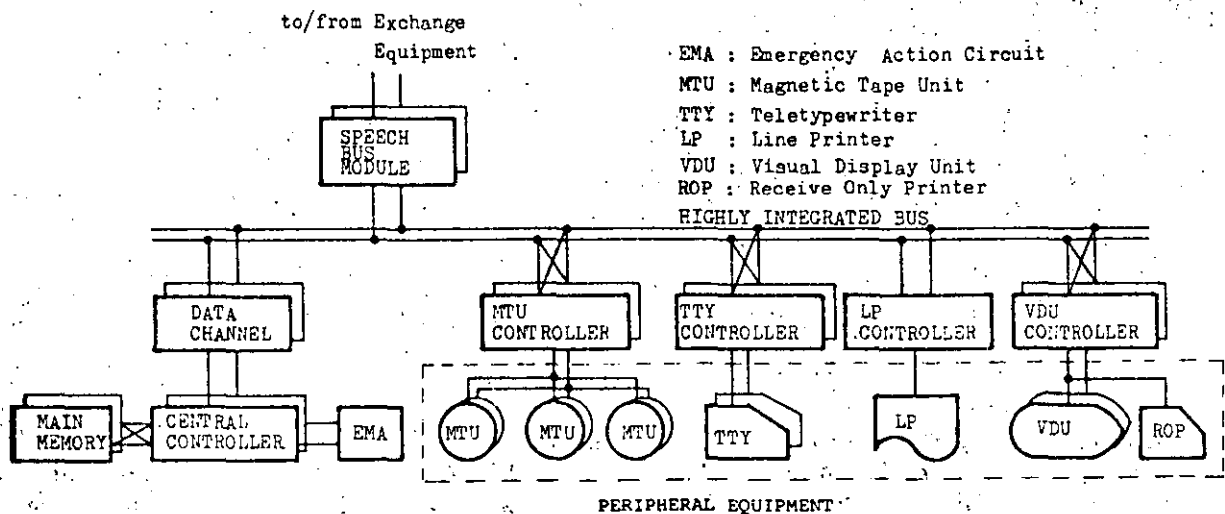 to/from Exchange
Equipment
EMA : Emergency Action Circuit
MTU : Magnetic Tape Unit
TTY : Teletypewriter
LP : Line Printer
VDU : Visual Display Unit
ROP : Receive Only Printer
HIGHLY INTEGRATED BUS
SPEECH
BUS
MODULE
DATA
CHANNEL
MTU
CONTROLLER
TTY
CONTROLLER
LP
CONTROLLER
VDU
CONTROLLER
MAIN
MEMORY
CENTRAL
CONTROLLER
EMA
MTU
MTU
MTU
TTY
LP
VDU
ROP
PERIPHERAL EQUIPMENT